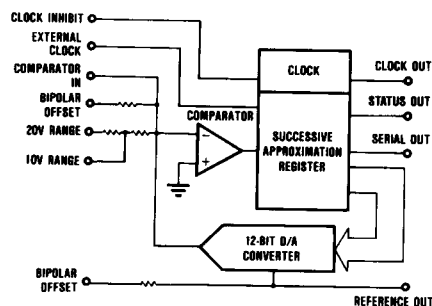 CLOCK INHIBIT
EXTERNAL
CLOCK
COMPARATOR
IN
BIPOLAR
OFFSET
20V RANGE
10V RANGE
COMPARATOR
−
+
CLOCK
SUCCESSIVE
APPROXIMATION
REGISTER
CLOCK OUT
STATUS OUT
SERIAL OUT
12-BIT D/A
CONVERTER
BIPOLAR
OFFSET
REFERENCE OUT